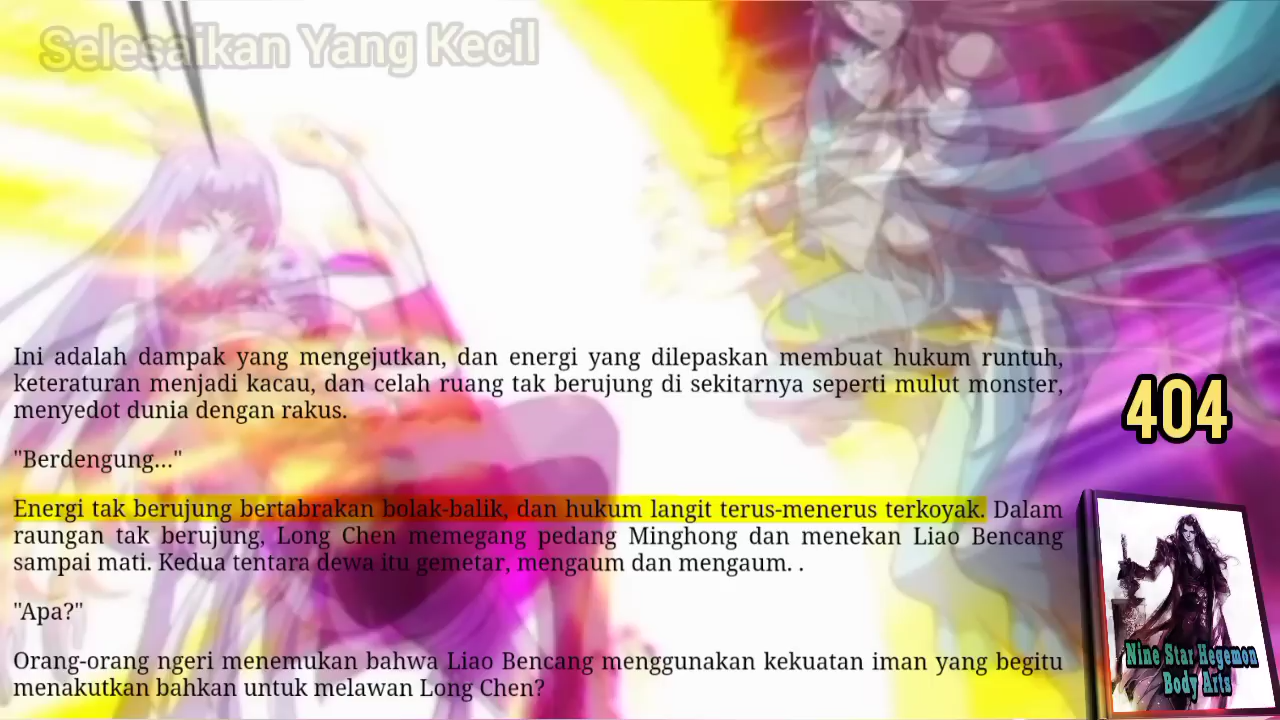 Selesaikan Yang Kecil
Ini adalah dampak yang mengejutkan, dan energi yang dilepaskan membuat hukum runtuh,
keteraturan menjadi kacau, dan celah ruang tak berujung di sekitarnya seperti mulut monster,
menyedot dunia dengan rakus.
"Berdengung..."
Energi tak berujung bertabrakan bolak-balik, dan hukum langit terus-menerus terkoyak. Dalam
raungan tak berujung, Long Chen memegang pedang Minghong dan menekan Liao Bencang
sampai mati. Kedua tentara dewa itu gemetar, mengaum dan mengaum. .
"Apa?"
Orang-orang ngeri menemukan bahwa Liao Bencang menggunakan kekuatan iman yang begitu
menakutkan bahkan untuk melawan Long Chen?
404
Nine Star Hegemon
Body Arts